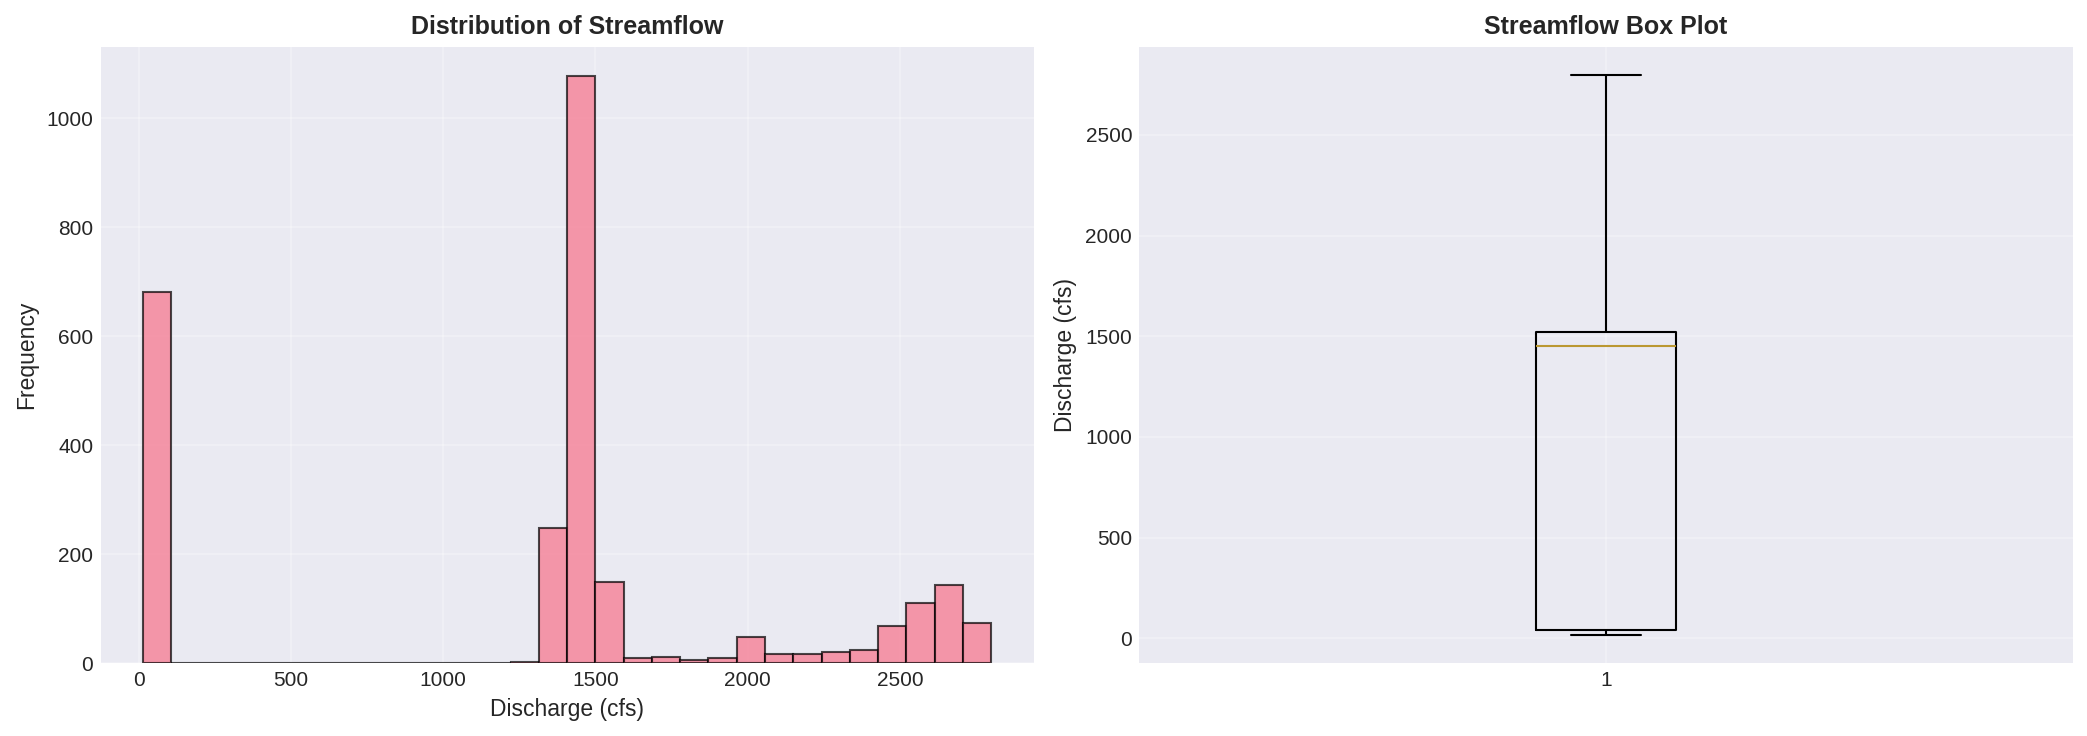 Distribution of Streamflow
Frequency
1000
800
600
400
200
0
0 500 1000 1500 2000 2500
Discharge (cfs)
Streamflow Box Plot
Discharge (cfs)
2500
2000
1500
1000
500
0
1